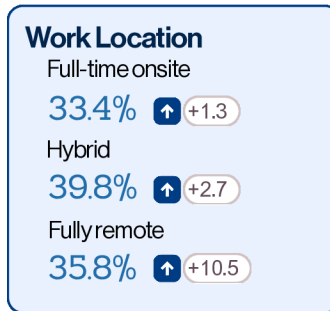 Work Location
Full-time onsite
33.4% +1.3
Hybrid
39.8% +2.7
Fully remote
35.8% +10.5